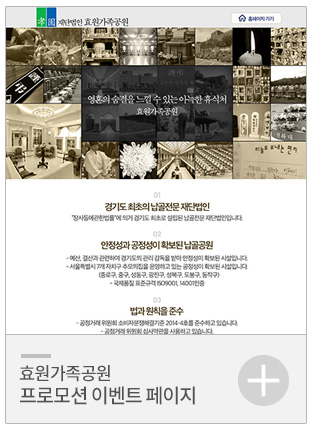 孝園 재단법인 효원가족공원
홈페이지 가기
영혼의 숨결을 느낄 수 있는 아늑한 휴식처
효원가족공원
01
경기도 최초의 납골전문 재단법인
"장사등에관한법률"에 의거 경기도 최초로 설립된 납골전문 재단법인입니다.
02
안정성과 공정성이 확보된 납골공원
- 예산, 결산과 관련하여 경기도의 관리 감독을 받아 안정성이 확보된 시설입니다.
- 서울특별시 7개 자치구 추모의집을 운영하고 있는 공정성이 확보된 시설입니다.
(종로구, 중구, 성동구, 광진구, 성북구, 도봉구, 동작구)
- 국제품질 표준규격 ISO9001, 14001인증
03
법과 원칙을 준수
- 공정거래 위원회 소비자분쟁해결기준 2014-4호를 준수하고 있습니다.
- 공정거래 위원회 심사약관을 사용하고 있습니다.
효원가족공원
프로모션 이벤트 페이지